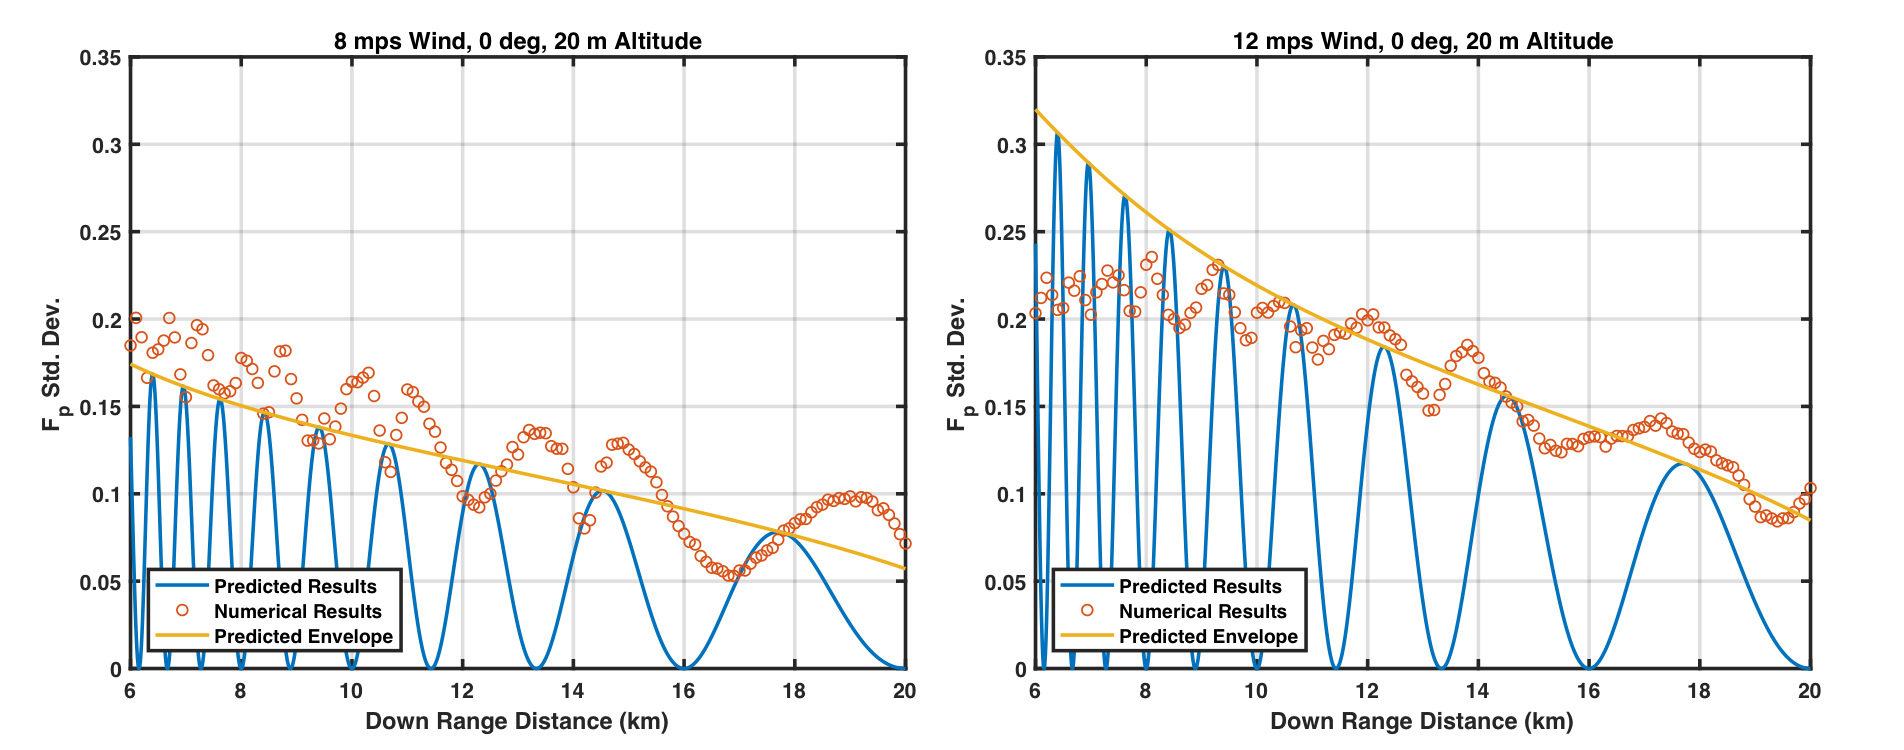 8 mps Wind, 0 deg, 20 m Altitude
0.35
0.3
0.25
0.2
0.15
0.1
0.05
0
F_p Std. Dev.
Predicted Results
Numerical Results
Predicted Envelope
6 8 10 12 14 16 18 20
Down Range Distance (km)
12 mps Wind, 0 deg, 20 m Altitude
0.35
0.3
0.25
0.2
0.15
0.1
0.05
0
F_p Std. Dev.
Predicted Results
Numerical Results
Predicted Envelope
6 8 10 12 14 16 18 20
Down Range Distance (km)